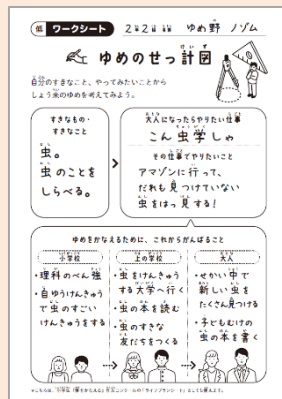 低 ワークシート
2年2組 ゆめ野 ノゾム
ゆめのせっ計図
自分のすきなこと、やってみたいことから
しょう来のゆめを考えてみよう。
すきなもの・
すきなこと
虫。
虫のことを
しらべる。
大人になったらやりたい仕事
こん虫学しゃ
その仕事でやりたいこと
アマゾンに行って、
だれも見つけていない
虫をはっ見する!
ゆめをかなえるために、これからがんばること
小学校
・理科のべん強
・自ゆうけんきゅう
で虫のすごい
けんきゅうをする
上の学校
・虫をけんきゅう
する大学へ行く
・虫の本を読む
・虫のすきな
友だちをつくる
大人
・せかい中で
新しい虫を
たくさん見つける
・子どもむけの
虫の本を書く